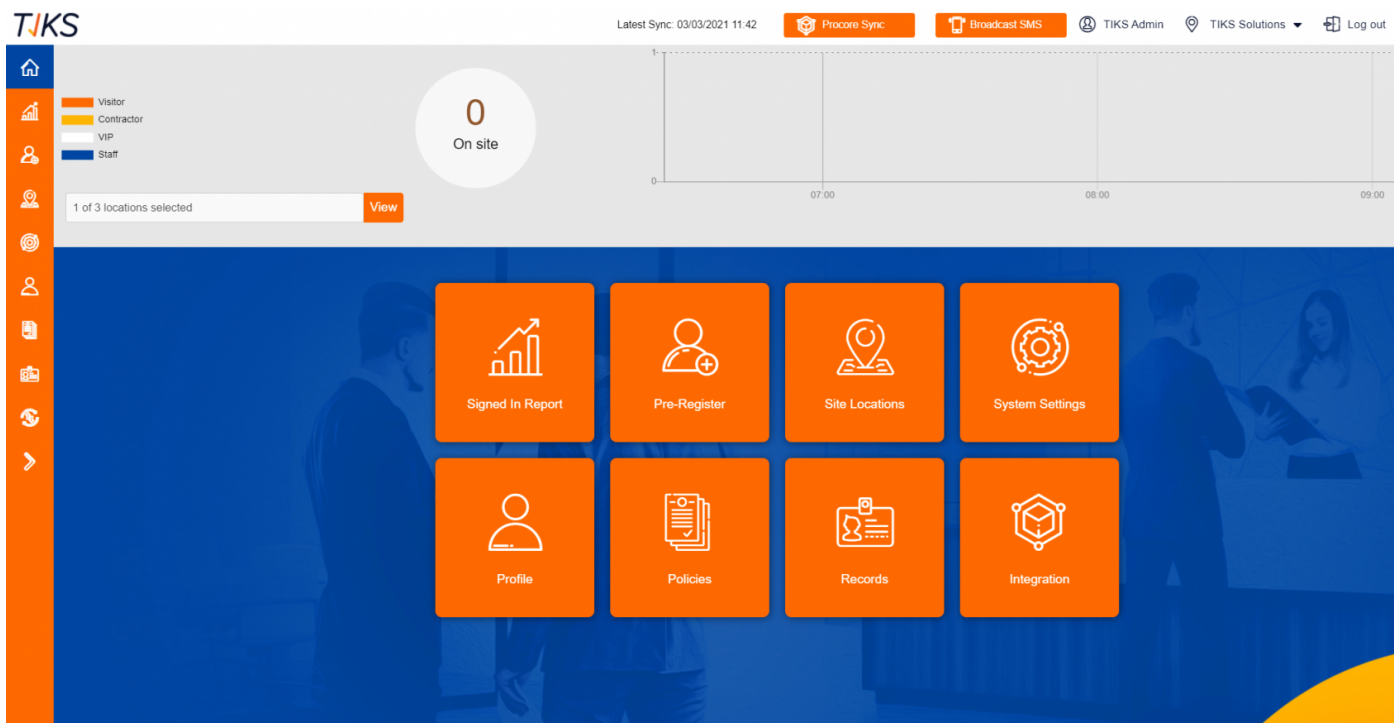 TIKS
Latest Sync: 03/03/2021 11:42
Procore Sync
Broadcast SMS
TIKS Admin
TIKS Solutions
Log out
Visitor
Contractor
VIP
Staff
1 of 3 locations selected
View
0
On site
1
0
07:00
08:00
09:00
Signed In Report
Pre-Register
Site Locations
System Settings
Profile
Policies
Records
Integration